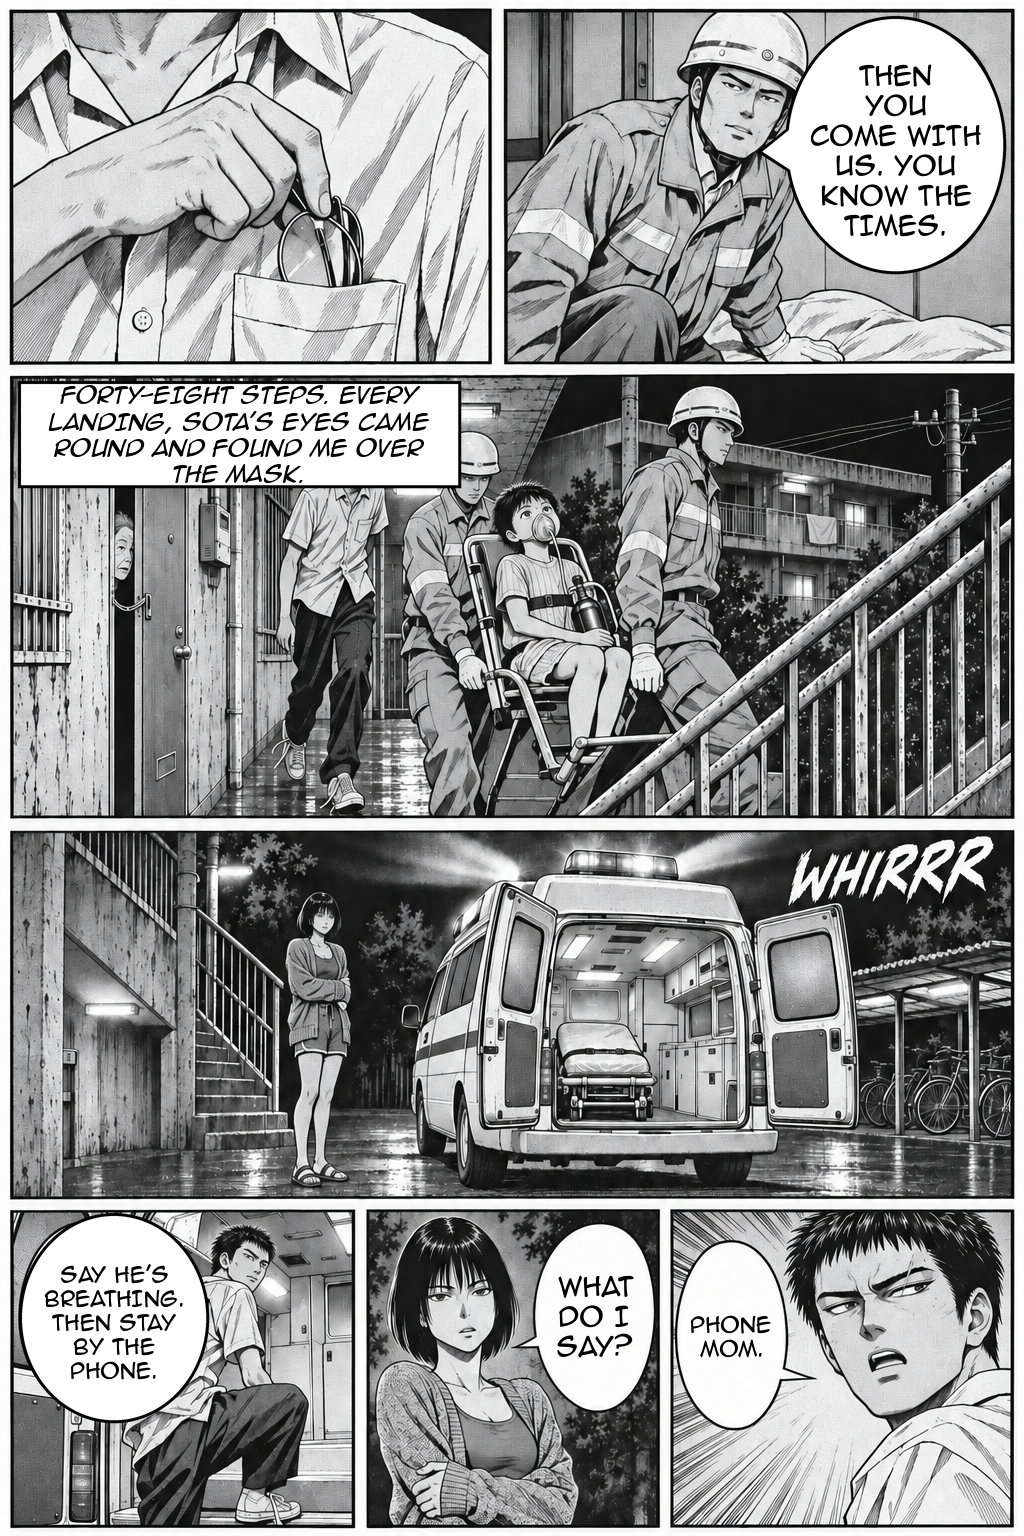 THEN
YOU
COME WITH
US. YOU
KNOW THE
TIMES.
FORTY-EIGHT STEPS. EVERY
LANDING, SOTA'S EYES CAME
ROUND AND FOUND ME OVER
THE MASK.
WHIRRR
PHONE
MOM.
WHAT
DO I
SAY?
SAY HE'S
BREATHING.
THEN STAY
BY THE
PHONE.